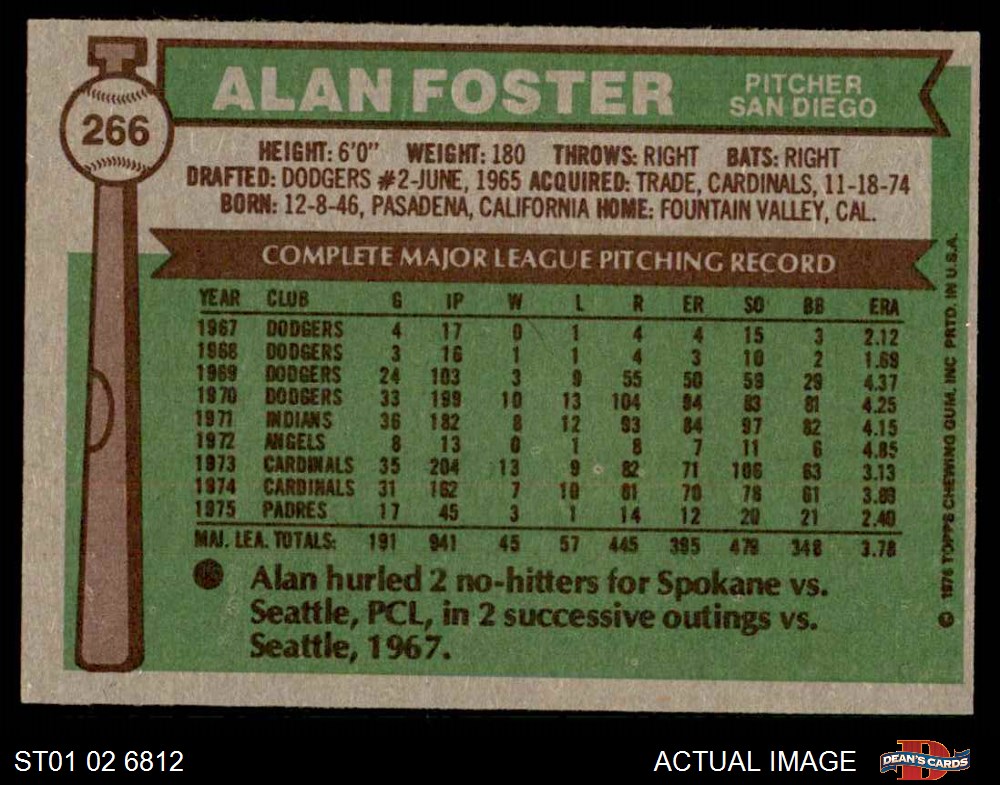 266
ALAN FOSTER
PITCHER
SAN DIEGO
HEIGHT: 6'0" WEIGHT: 180 THROWS: RIGHT BATS: RIGHT
DRAFTED: DODGERS #2-JUNE, 1965 ACQUIRED: TRADE, CARDINALS, 11-18-74
BORN: 12-8-46, PASADENA, CALIFORNIA HOME: FOUNTAIN VALLEY, CAL.
COMPLETE MAJOR LEAGUE PITCHING RECORD
YEAR CLUB G IP W L R ER SO BB ERA
1967 DODGERS 4 17 0 1 4 4 15 3 2.12
1968 DODGERS 3 16 1 1 4 3 10 2 1.69
1969 DODGERS 24 103 3 9 55 50 59 29 4.37
1970 DODGERS 33 199 10 13 104 94 83 81 4.25
1971 INDIANS 36 182 8 12 93 84 97 82 4.15
1972 ANGELS 8 13 0 1 8 7 11 6 4.85
1973 CARDINALS 35 204 13 9 82 71 106 63 3.13
1974 CARDINALS 31 162 7 10 81 70 78 61 3.89
1975 PADRES 17 45 3 1 14 12 20 21 2.40
MAJ. LEA. TOTALS: 191 941 45 57 445 395 479 348 3.78
Alan hurled 2 no-hitters for Spokane vs.
Seattle, PCL, in 2 successive outings vs.
Seattle, 1967.
© 1976 TOPPS CHEWING GUM, INC PRTD. IN U.S.A.
ST01 02 6812
ACTUAL IMAGE
DEAN'S CARDS